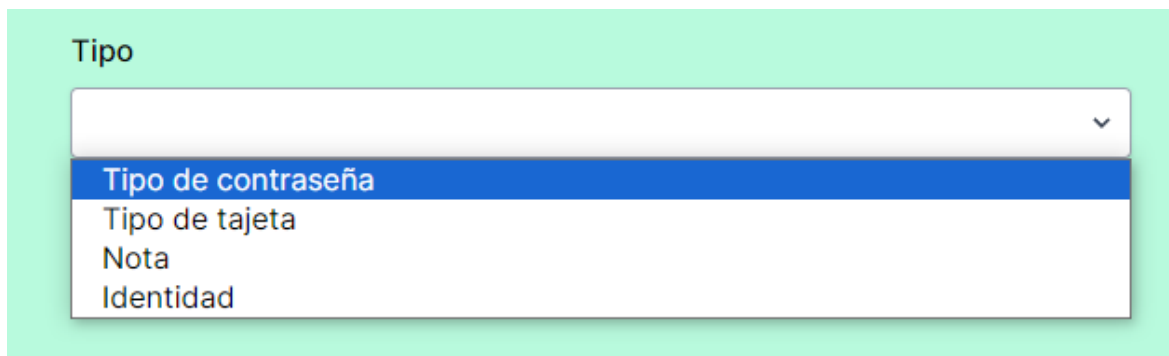 Tipo
Tipo de contraseña
Tipo de tajeta
Nota
Identidad